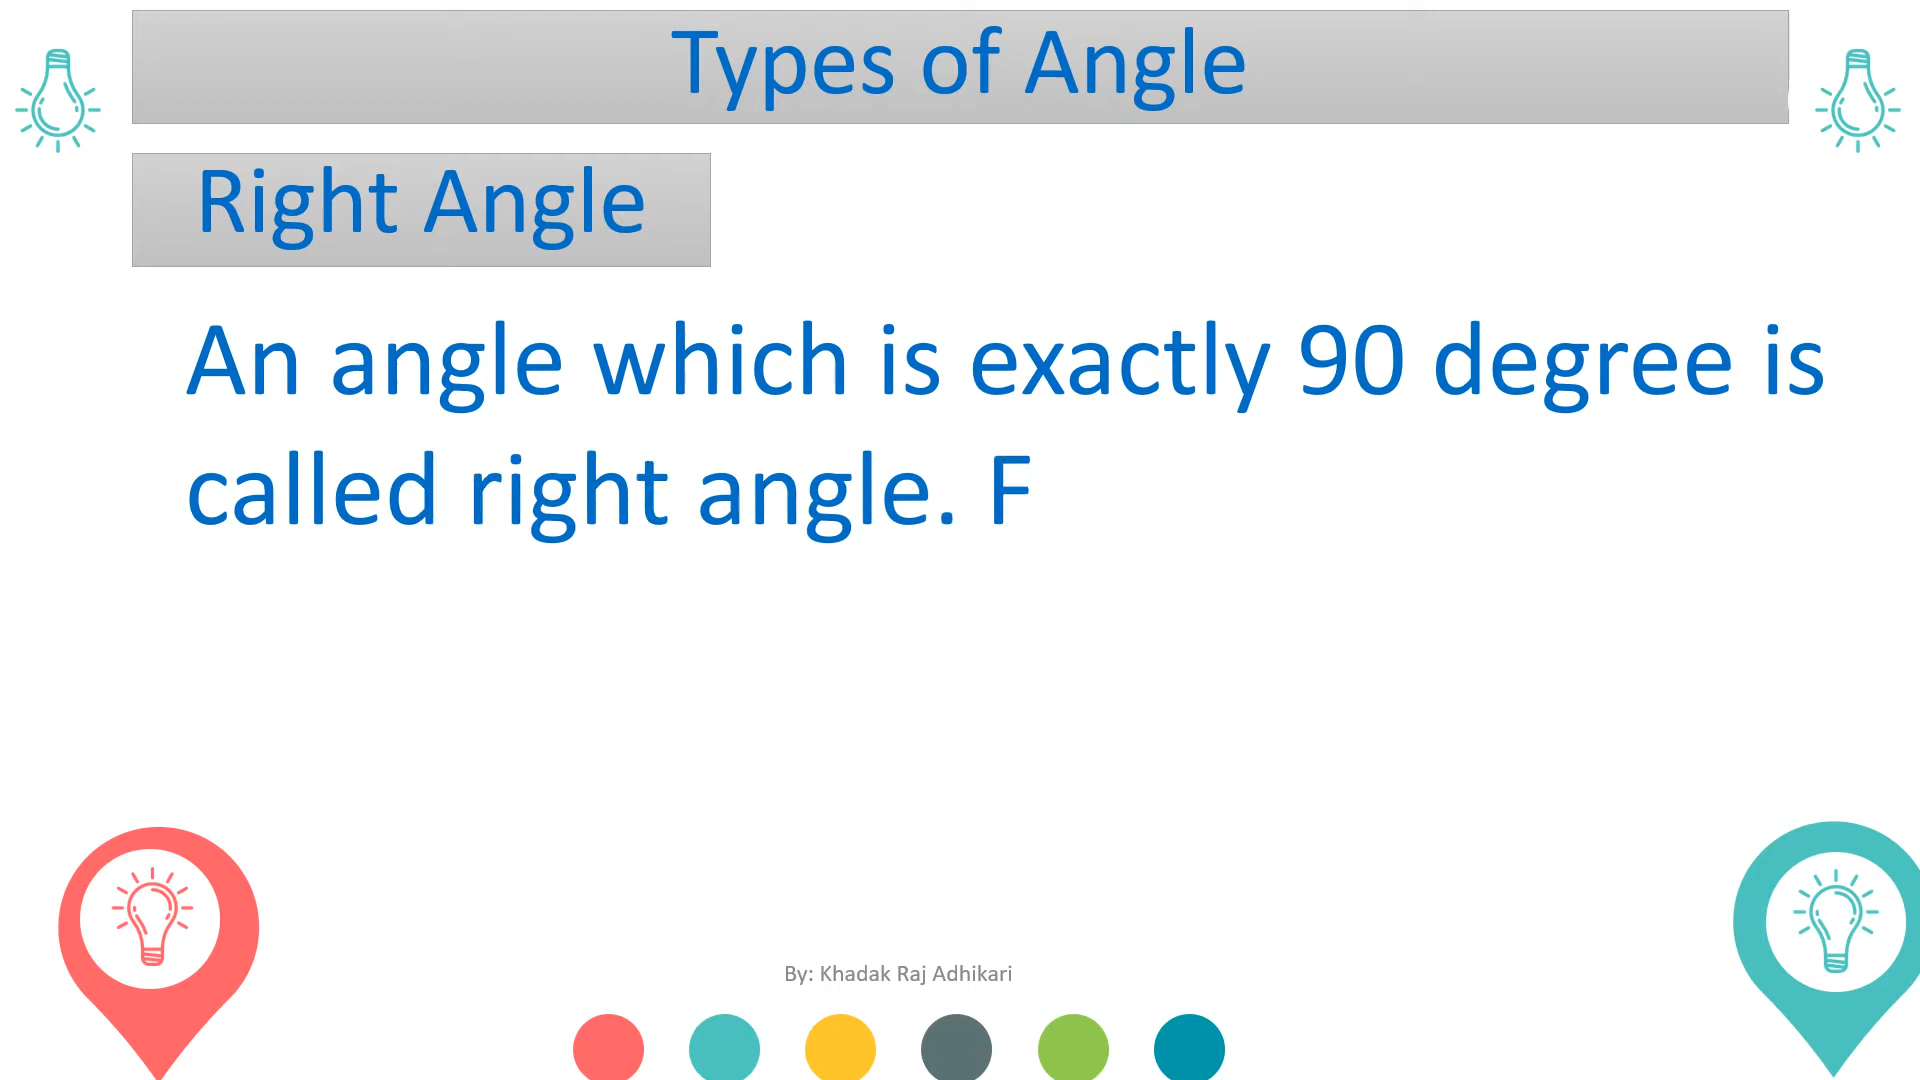 Types of Angle
Right Angle
An angle which is exactly 90 degree is
called right angle. F
By: Khadak Raj Adhikari